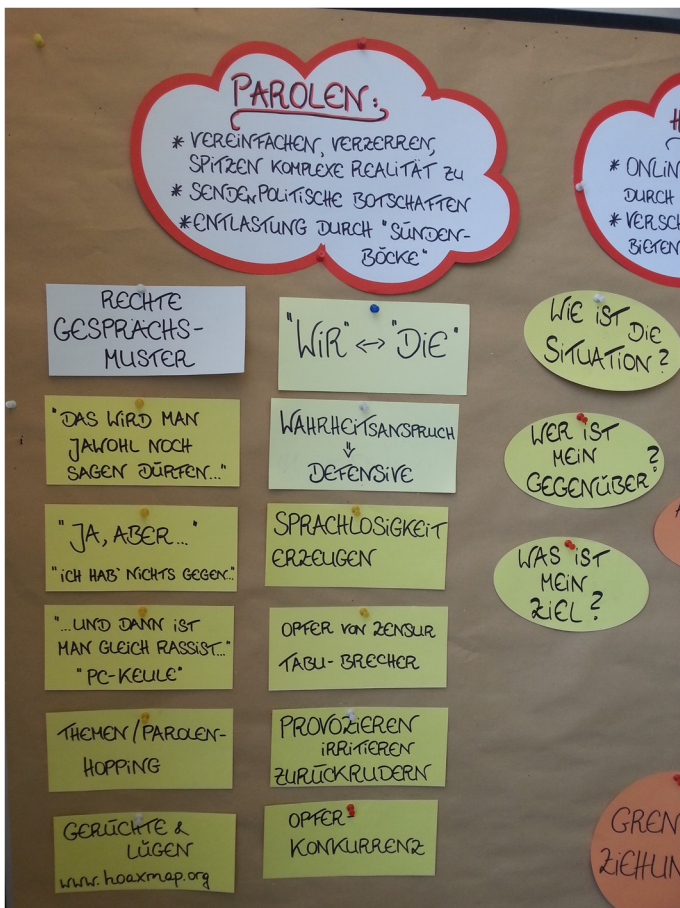 PAROLEN:
* VEREINFACHEN, VERZERREN,
SPITZEN KOMPLEXE REALITÄT ZU
* SENDEN POLITISCHE BOTSCHAFTEN
* ENTLASTUNG DURCH "SÜNDEN-
BÖCKE"
* ONLIN
DURCH
* VERSCH
BIETEN
RECHTE
GESPRÄCHS-
MUSTER
"DAS WIRD MAN
JAWOHL NOCH
SAGEN DÜRFEN..."
"JA, ABER..."
"ICH HAB' NICHTS GEGEN..."
"...UND DANN IST
MAN GLEICH RASSIST..."
"PC-KEULE"
THEMEN/PAROLEN-
HOPPING
GERÜCHTE &
LÜGEN
www.hoaxmap.org
"WIR" ↔ "DIE"
WAHRHEITSANSPRUCH
⇓
DEFENSIVE
SPRACHLOSIGKEIT
ERZEUGEN
OPFER VON ZENSUR
TABU-BRECHER
PROVOZIEREN
IRRITIEREN
ZURÜCKRUDERN
OPFER-
KONKURRENZ
WIE IST DIE
SITUATION?
WER IST
MEIN
GEGENÜBER?
WAS IST
MEIN
ZIEL?
GREN
ZIEHUN